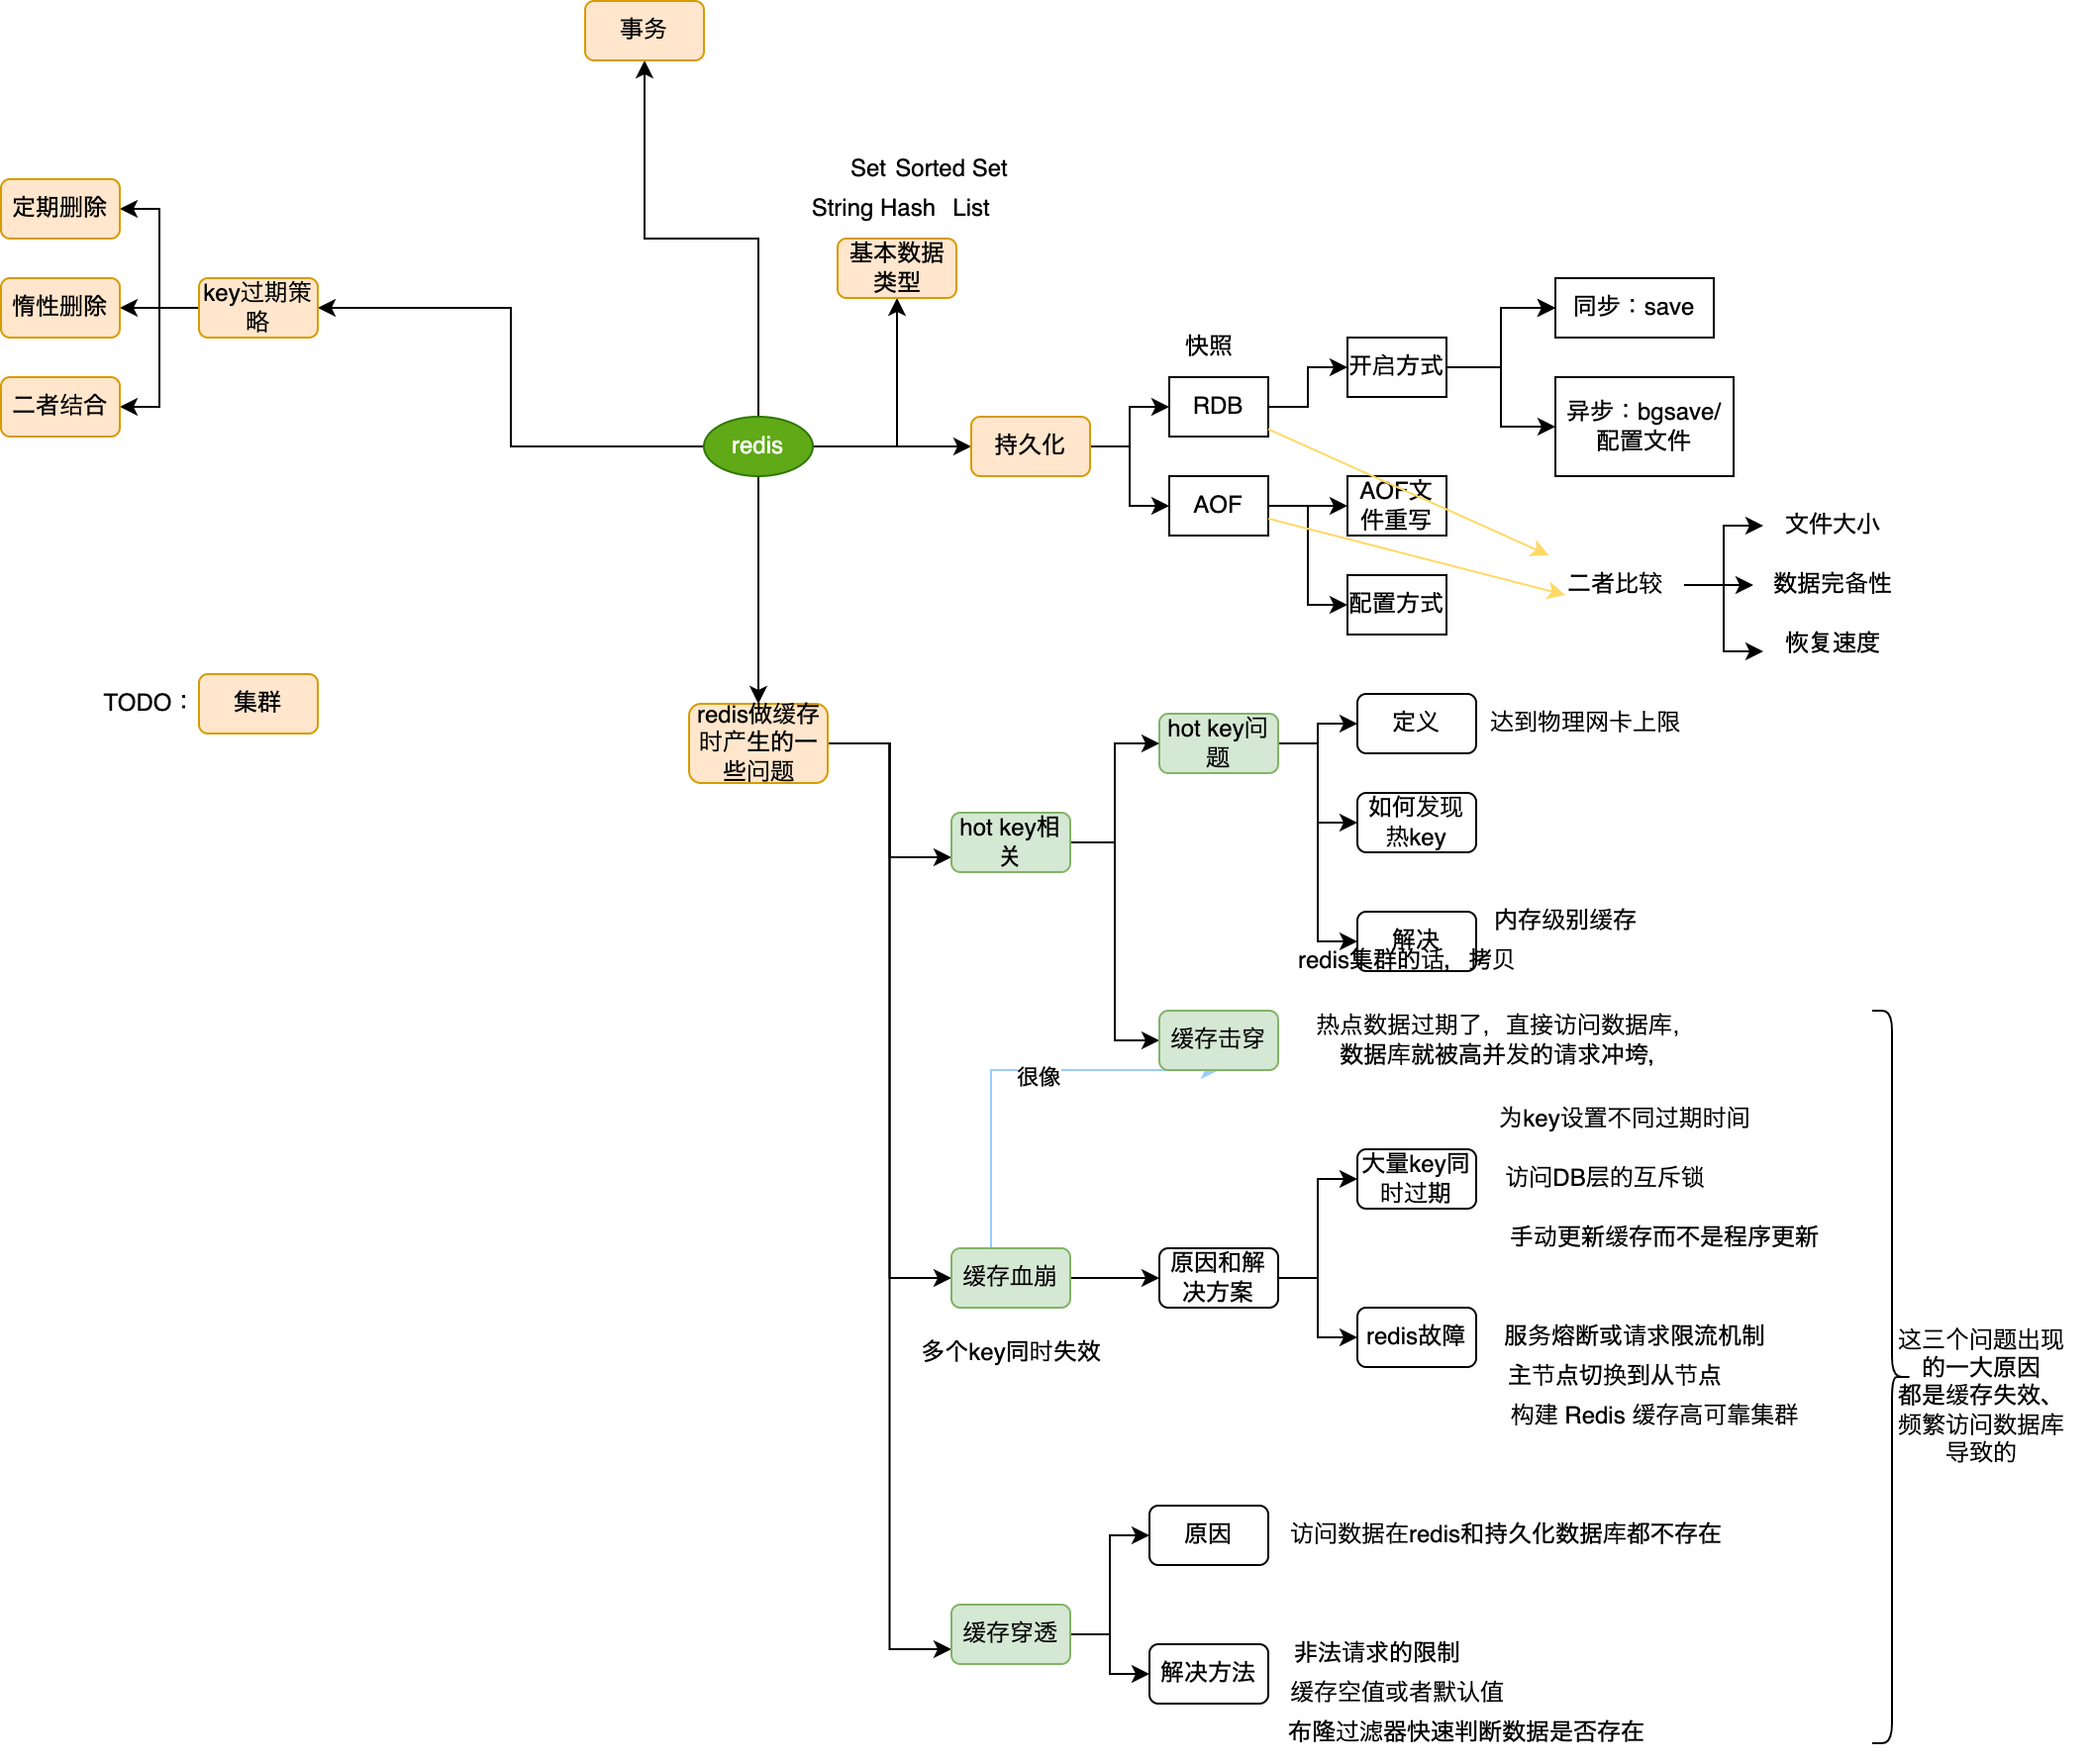 事务
Set Sorted Set
String Hash List
基本数据
类型
定期删除
惰性删除
二者结合
key过期策
略
redis
持久化
快照
RDB
AOF
开启方式
同步：save
异步：bgsave/
配置文件
AOF文
件重写
配置方式
二者比较
文件大小
数据完备性
恢复速度
TODO：
集群
redis做缓存
时产生的一
些问题
hot key相
关
hot key问
题
定义
达到物理网卡上限
如何发现
热key
解决
内存级别缓存
redis集群的话，拷贝
缓存击穿
热点数据过期了，直接访问数据库，
数据库就被高并发的请求冲垮,
很像
缓存血崩
多个key同时失效
原因和解
决方案
大量key同
时过期
为key设置不同过期时间
访问DB层的互斥锁
手动更新缓存而不是程序更新
redis故障
服务熔断或请求限流机制
主节点切换到从节点
构建 Redis 缓存高可靠集群
这三个问题出现
的一大原因
都是缓存失效、
频繁访问数据库
导致的
缓存穿透
原因
访问数据在redis和持久化数据库都不存在
解决方法
非法请求的限制
缓存空值或者默认值
布隆过滤器快速判断数据是否存在